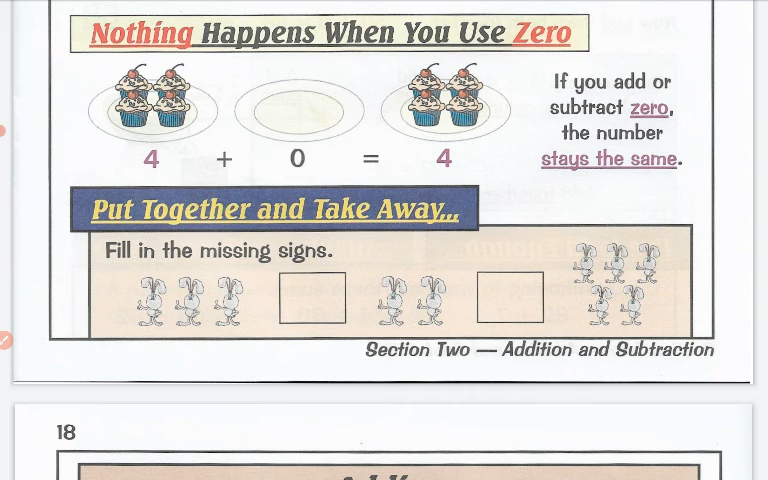 Nothing Happens When You Use Zero
If you add or
subtract zero,
the number
stays the same.
4 + 0 = 4
Put Together and Take Away...
Fill in the missing signs.
Section Two — Addition and Subtraction
18